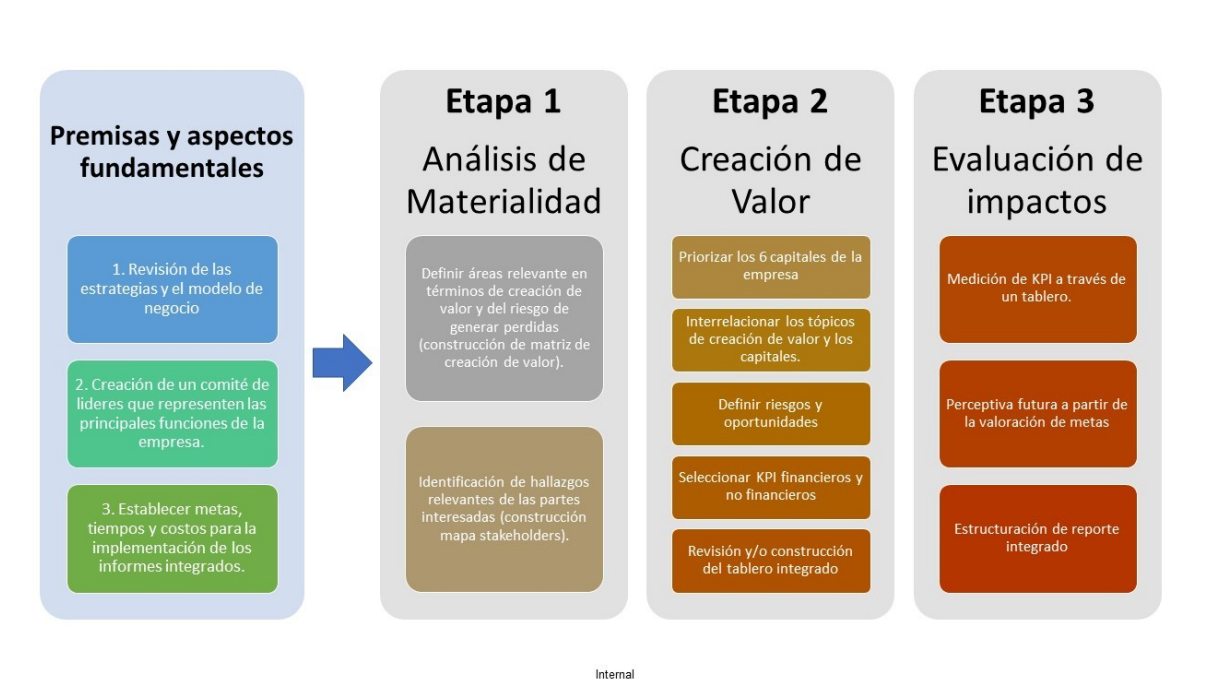 Premisas y aspectos
fundamentales
1. Revisión de las
estrategias y el modelo de
negocio
2. Creación de un comité de
lideres que representen las
principales funciones de la
empresa.
3. Establecer metas,
tiempos y costos para la
implementación de los
informes integrados.
Etapa 1
Análisis de
Materialidad
Definir áreas relevante en
términos de creación de
valor y del riesgo de
generar perdidas
(construcción de matriz de
creación de valor).
Identificación de hallazgos
relevantes de las partes
interesadas (construcción
mapa stakeholders).
Etapa 2
Creación de
Valor
Priorizar los 6 capitales de la
empresa
Interrelacionar los tópicos
de creación de valor y los
capitales.
Definir riesgos y
oportunidades
Seleccionar KPI financieros y
no financieros
Revisión y/o construcción
del tablero integrado
Etapa 3
Evaluación de
impactos
Medición de KPI a través de
un tablero.
Perceptiva futura a partir de
la valoración de metas
Estructuración de reporte
integrado
Internal